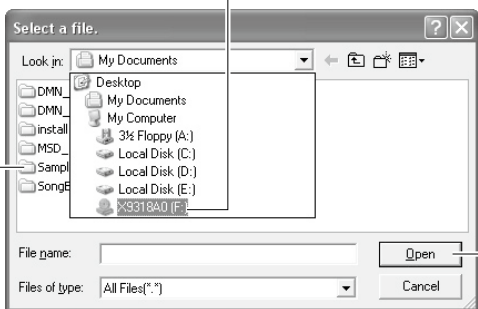 Select a file.
Look in: My Documents
Desktop
My Documents
My Computer
3½ Floppy (A:)
Local Disk (C:)
Local Disk (D:)
Local Disk (E:)
X9318A0 (F:)
DMN_
DMN_
install
MSD_
Sampl
SongE
File name:
Open
Files of type: All Files(*.*)
Cancel